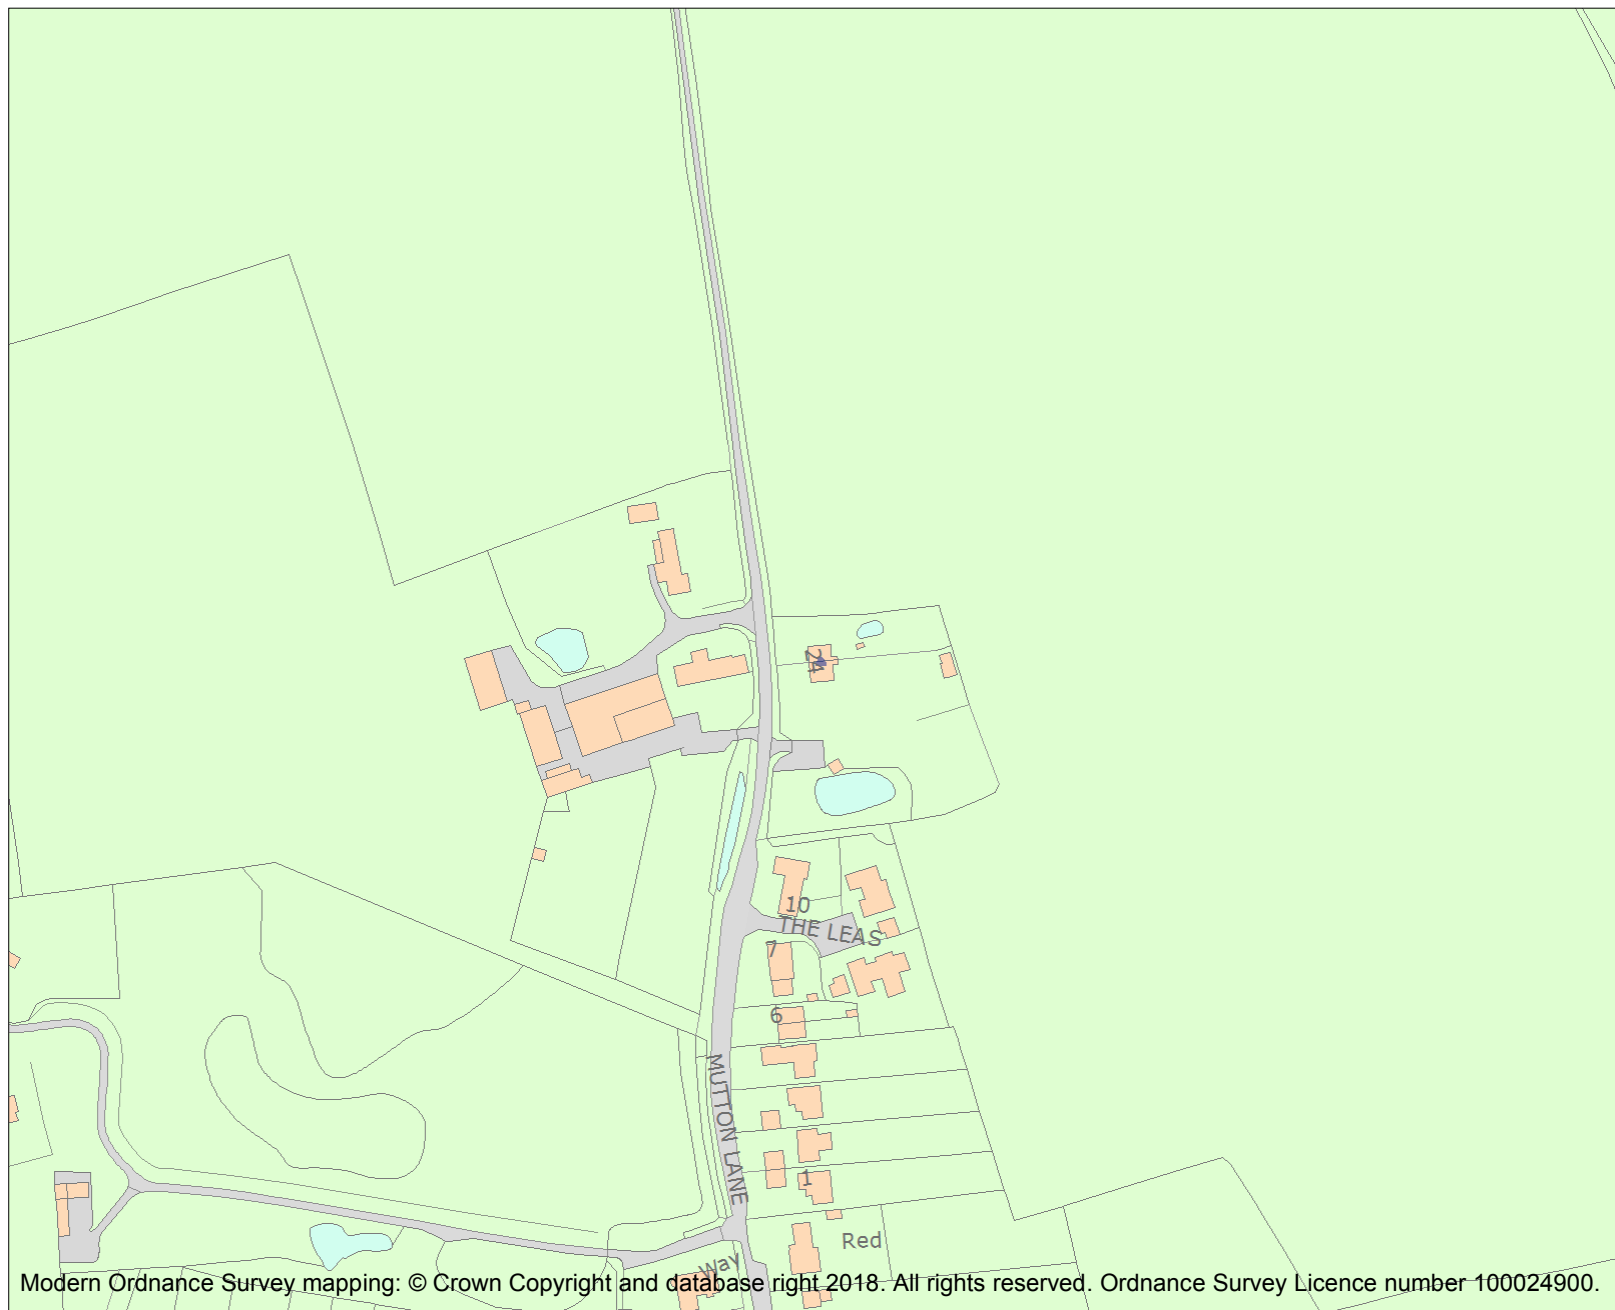 24
10
THE LEAS
7
6
MUTTON LANE
1
Red
Way
Modern Ordnance Survey mapping: © Crown Copyright and database right 2018. All rights reserved. Ordnance Survey Licence number 100024900.